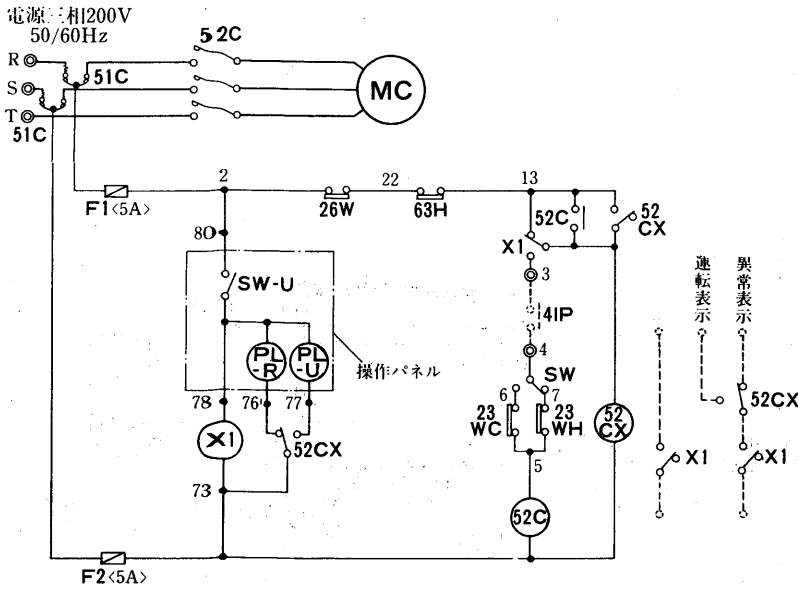 電源三相200V
50/60Hz
52C
R
51C
S
MC
T
51C
2
22
13
F1<5A>
26W
63H
52C
52
CX
80
X1
3
SW-U
41P
運転表示
異常表示
4
PL
-R
PL
-U
操作パネル
SW
6
7
78
76
77
23
WC
23
WH
52
CX
52CX
X1
52CX
X1
X1
5
73
52C
F2<5A>